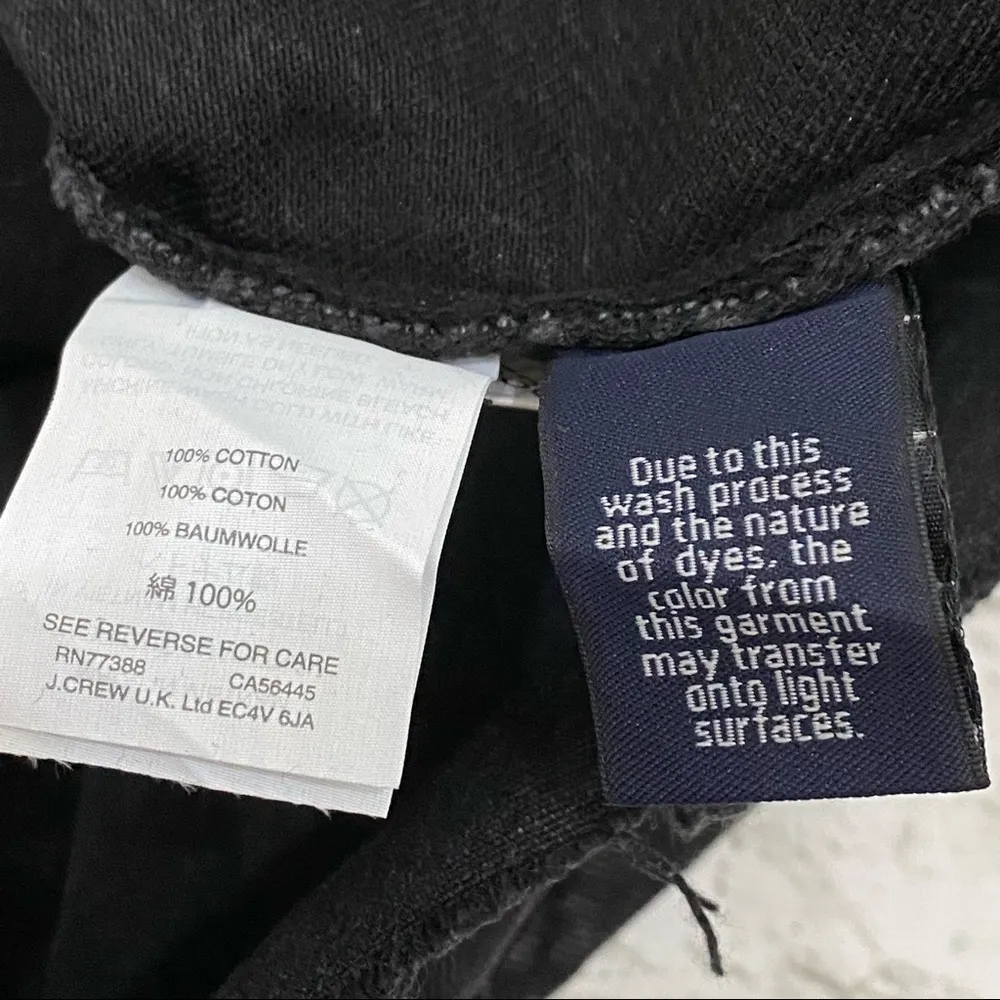 100% COTTON
100% COTON
100% BAUMWOLLE
綿 100%
SEE REVERSE FOR CARE
RN77388 CA56445
J.CREW U.K. Ltd EC4V 6JA
Due to this
wash process
and the nature
of dyes, the
color from
this garment
may transfer
onto light
surfaces.